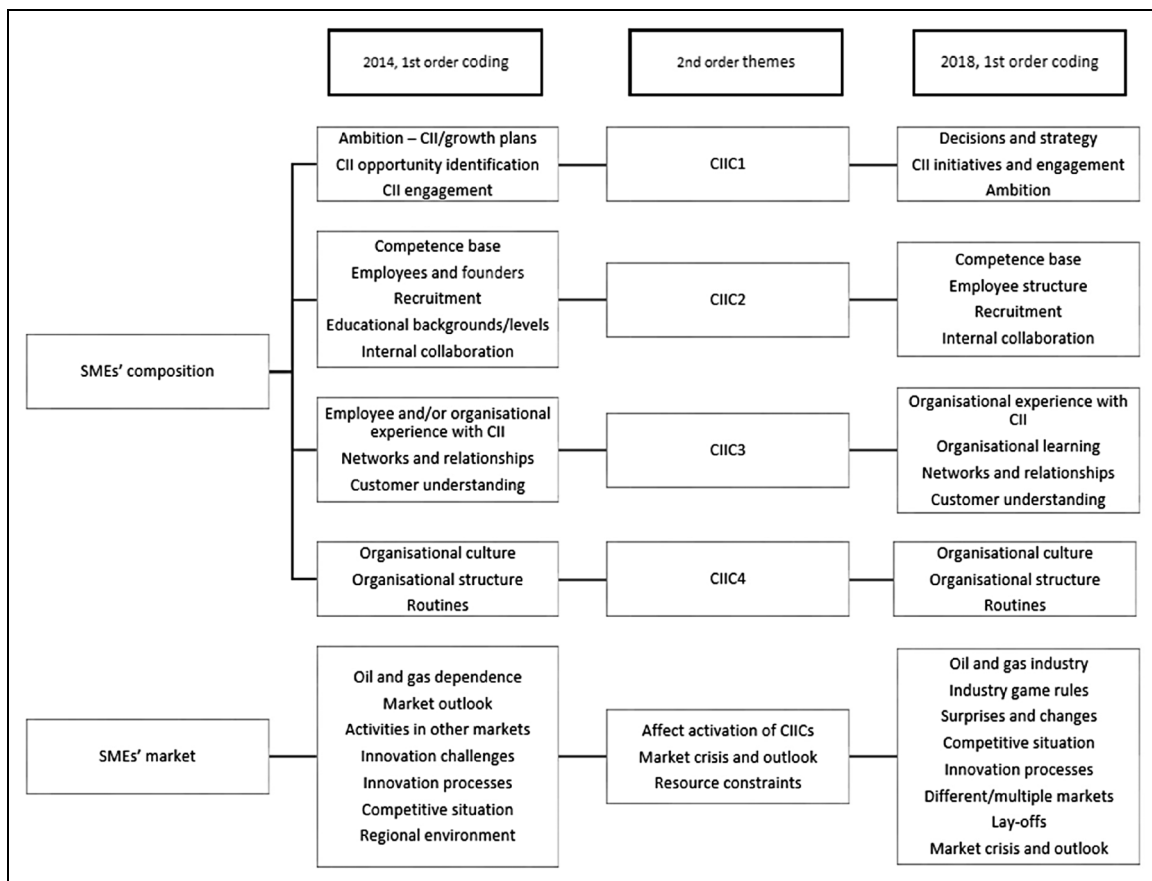 2014, 1st order coding
2nd order themes
2018, 1st order coding
SMEs' composition
Ambition – CII/growth plans
CII opportunity identification
CII engagement
CIIC1
Decisions and strategy
CII initiatives and engagement
Ambition
Competence base
Employees and founders
Recruitment
Educational backgrounds/levels
Internal collaboration
CIIC2
Competence base
Employee structure
Recruitment
Internal collaboration
Employee and/or organisational
experience with CII
Networks and relationships
Customer understanding
CIIC3
Organisational experience with
CII
Organisational learning
Networks and relationships
Customer understanding
Organisational culture
Organisational structure
Routines
CIIC4
Organisational culture
Organisational structure
Routines
SMEs' market
Oil and gas dependence
Market outlook
Activities in other markets
Innovation challenges
Innovation processes
Competitive situation
Regional environment
Affect activation of CIICs
Market crisis and outlook
Resource constraints
Oil and gas industry
Industry game rules
Surprises and changes
Competitive situation
Innovation processes
Different/multiple markets
Lay-offs
Market crisis and outlook